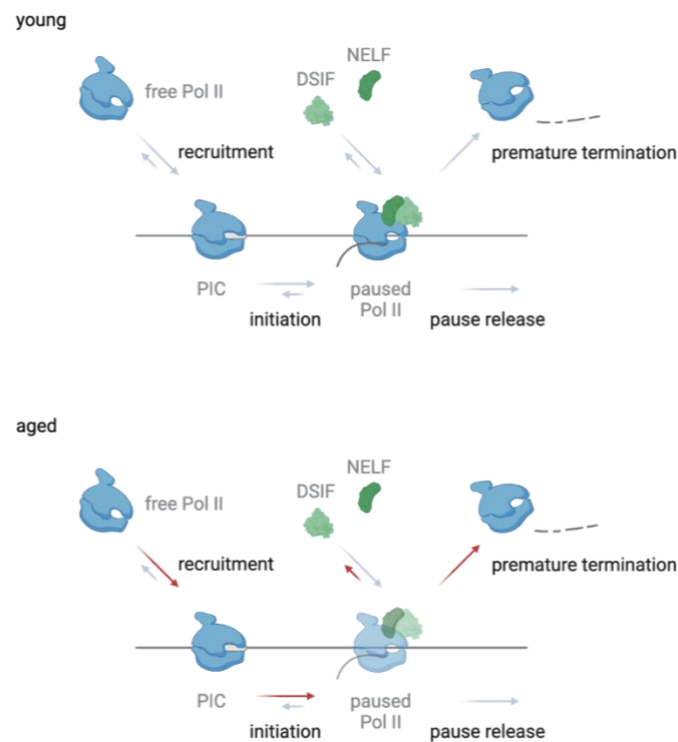 young
NELF
DSIF
free Pol II
recruitment
premature termination
PIC
paused
Pol II
initiation
pause release
aged
NELF
DSIF
free Pol II
recruitment
premature termination
PIC
paused
Pol II
initiation
pause release